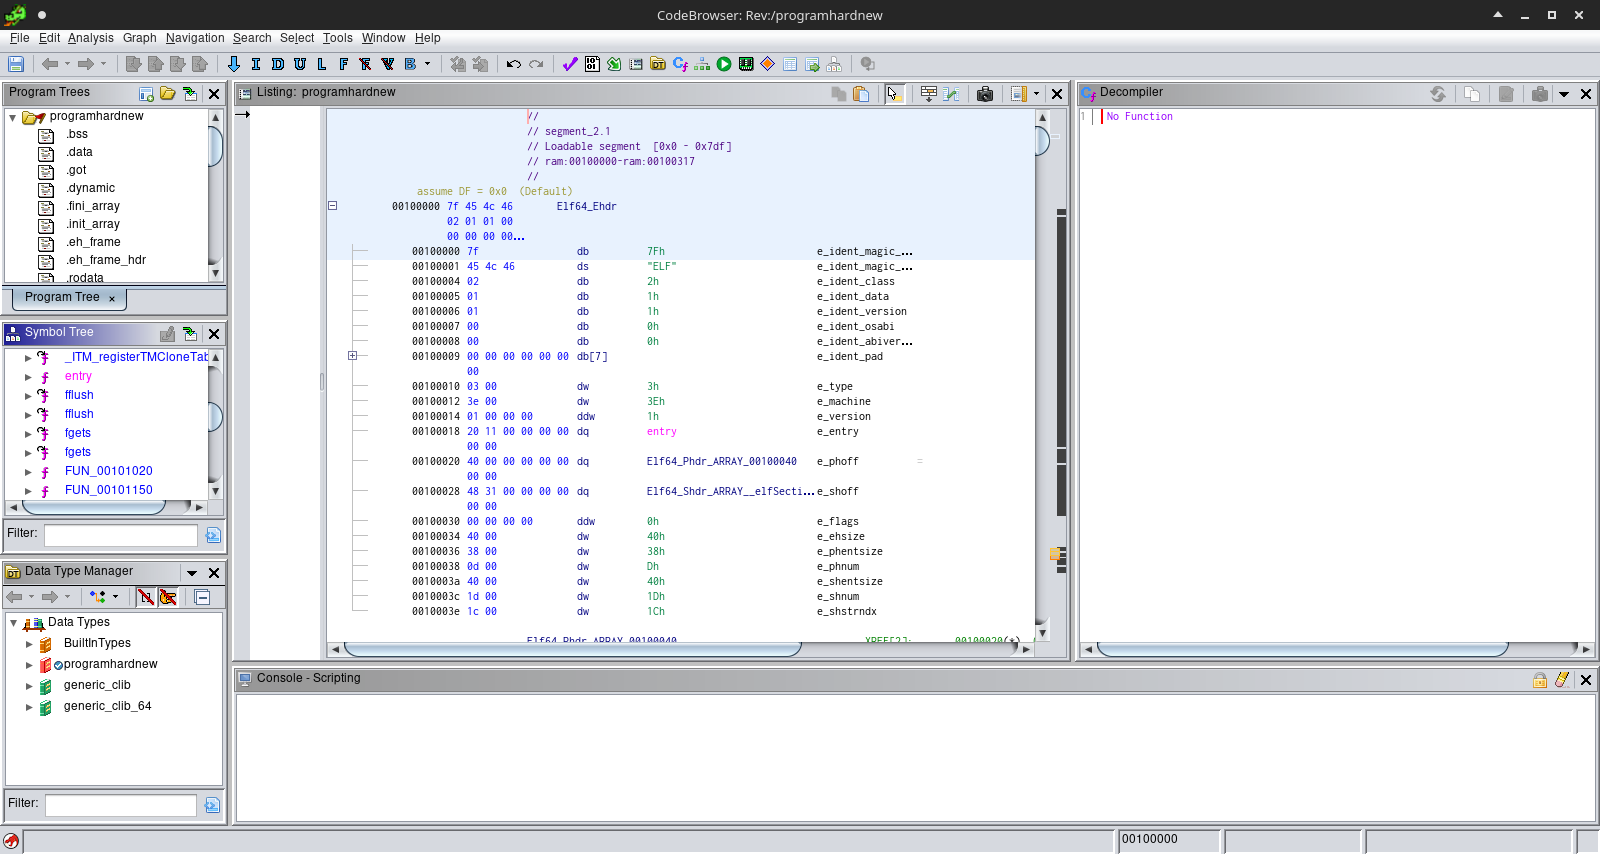 CodeBrowser: Rev:/programhardnew
File Edit Analysis Graph Navigation Search Select Tools Window Help
I D U L F B
Program Trees
programhardnew
.bss
.data
.got
.dynamic
.fini_array
.init_array
.eh_frame
.eh_frame_hdr
.rodata
Program Tree ×
Symbol Tree
_ITM_registerTMCloneTab
entry
fflush
fflush
fgets
fgets
FUN_00101020
FUN_00101150
Filter:
Data Type Manager
Data Types
BuiltInTypes
programhardnew
generic_clib
generic_clib_64
Filter:
Listing: programhardnew
//
// segment_2.1
// Loadable segment [0x0 - 0x7df]
// ram:00100000-ram:00100317
//
assume DF = 0x0 (Default)
00100000 7f 45 4c 46 Elf64_Ehdr
02 01 01 00
00 00 00 00...
00100000 7f db 7Fh e_ident_magic_...
00100001 45 4c 46 ds "ELF" e_ident_magic_...
00100004 02 db 2h e_ident_class
00100005 01 db 1h e_ident_data
00100006 01 db 1h e_ident_version
00100007 00 db 0h e_ident_osabi
00100008 00 db 0h e_ident_abiver...
00100009 00 00 00 00 00 00 db[7] e_ident_pad
00
00100010 03 00 dw 3h e_type
00100012 3e 00 dw 3Eh e_machine
00100014 01 00 00 00 ddw 1h e_version
00100018 20 11 00 00 00 00 dq entry e_entry
00 00
00100020 40 00 00 00 00 00 dq Elf64_Phdr_ARRAY_00100040 e_phoff =
00 00
00100028 48 31 00 00 00 00 dq Elf64_Shdr_ARRAY__elfSecti... e_shoff
00 00
00100030 00 00 00 00 ddw 0h e_flags
00100034 40 00 dw 40h e_ehsize
00100036 38 00 dw 38h e_phentsize
00100038 0d 00 dw Dh e_phnum
0010003a 40 00 dw 40h e_shentsize
0010003c 1d 00 dw 1Dh e_shnum
0010003e 1c 00 dw 1Ch e_shstrndx
Elf64_Phdr_ARRAY_00100040 XREF[2]: 00100020(*)
Decompiler
1 No Function
Console - Scripting
00100000